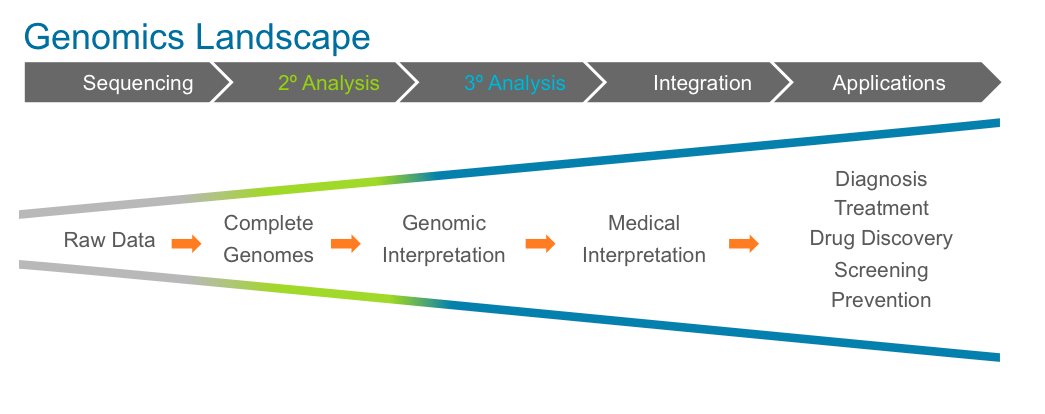 Genomics Landscape
Sequencing
2º Analysis
3º Analysis
Integration
Applications
Raw Data
Complete
Genomes
Genomic
Interpretation
Medical
Interpretation
Diagnosis
Treatment
Drug Discovery
Screening
Prevention